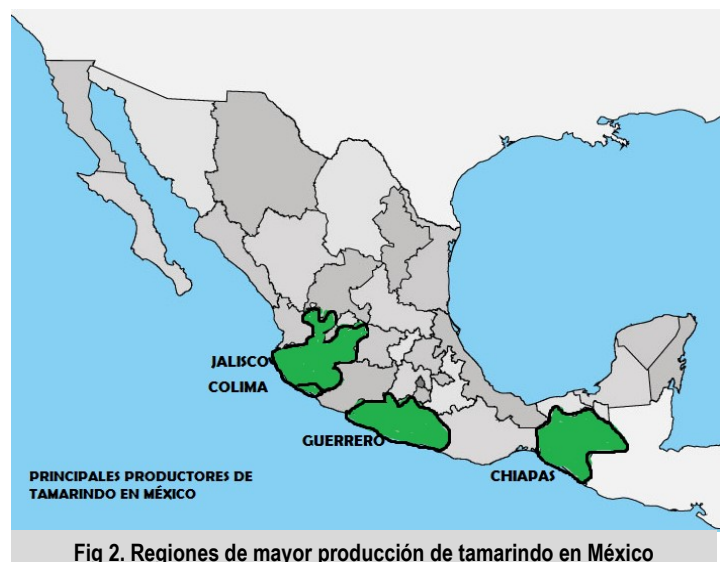 JALISCO
COLIMA
GUERRERO
CHIAPAS
PRINCIPALES PRODUCTORES DE
TAMARINDO EN MÉXICO
Fig 2. Regiones de mayor producción de tamarindo en México